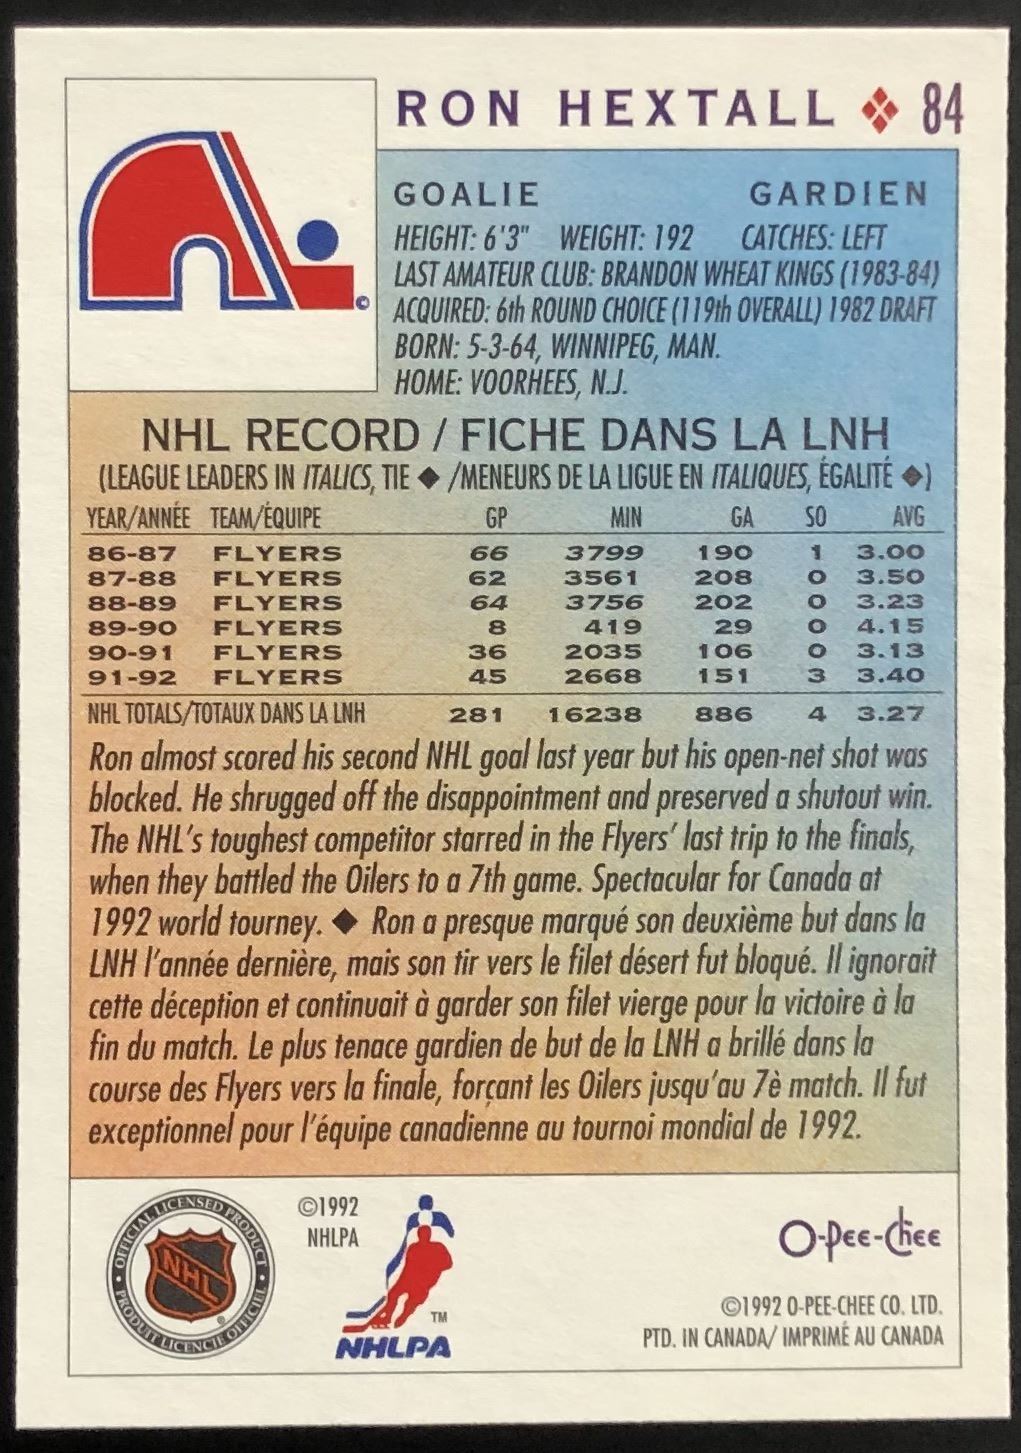 RON HEXTALL 84
GOALIE GARDIEN
HEIGHT: 6'3" WEIGHT: 192 CATCHES: LEFT
LAST AMATEUR CLUB: BRANDON WHEAT KINGS (1983-84)
ACQUIRED: 6th ROUND CHOICE (119th OVERALL) 1982 DRAFT
BORN: 5-3-64, WINNIPEG, MAN.
HOME: VOORHEES, N.J.
©
NHL RECORD / FICHE DANS LA LNH
(LEAGUE LEADERS IN ITALICS, TIE ◆ /MENEURS DE LA LIGUE EN ITALIQUES, ÉGALITÉ ◆)
YEAR/ANNÉE TEAM/ÉQUIPE GP MIN GA SO AVG
86-87 FLYERS 66 3799 190 1 3.00
87-88 FLYERS 62 3561 208 0 3.50
88-89 FLYERS 64 3756 202 0 3.23
89-90 FLYERS 8 419 29 0 4.15
90-91 FLYERS 36 2035 106 0 3.13
91-92 FLYERS 45 2668 151 3 3.40
NHL TOTALS/TOTAUX DANS LA LNH 281 16238 886 4 3.27
Ron almost scored his second NHL goal last year but his open-net shot was
blocked. He shrugged off the disappointment and preserved a shutout win.
The NHL's toughest competitor starred in the Flyers' last trip to the finals,
when they battled the Oilers to a 7th game. Spectacular for Canada at
1992 world tourney. ◆ Ron a presque marqué son deuxième but dans la
LNH l'année dernière, mais son tir vers le filet désert fut bloqué. Il ignorait
cette déception et continuait à garder son filet vierge pour la victoire à la
fin du match. Le plus tenace gardien de but de la LNH a brillé dans la
course des Flyers vers la finale, forçant les Oilers jusqu'au 7è match. Il fut
exceptionnel pour l'équipe canadienne au tournoi mondial de 1992.
OFFICIAL LICENSED PRODUCT
NHL
PRODUIT LICENCIÉ OFFICIEL
©1992
NHLPA
TM
NHLPA
O-Pee-Chee
©1992 O-PEE-CHEE CO. LTD.
PTD. IN CANADA/ IMPRIMÉ AU CANADA